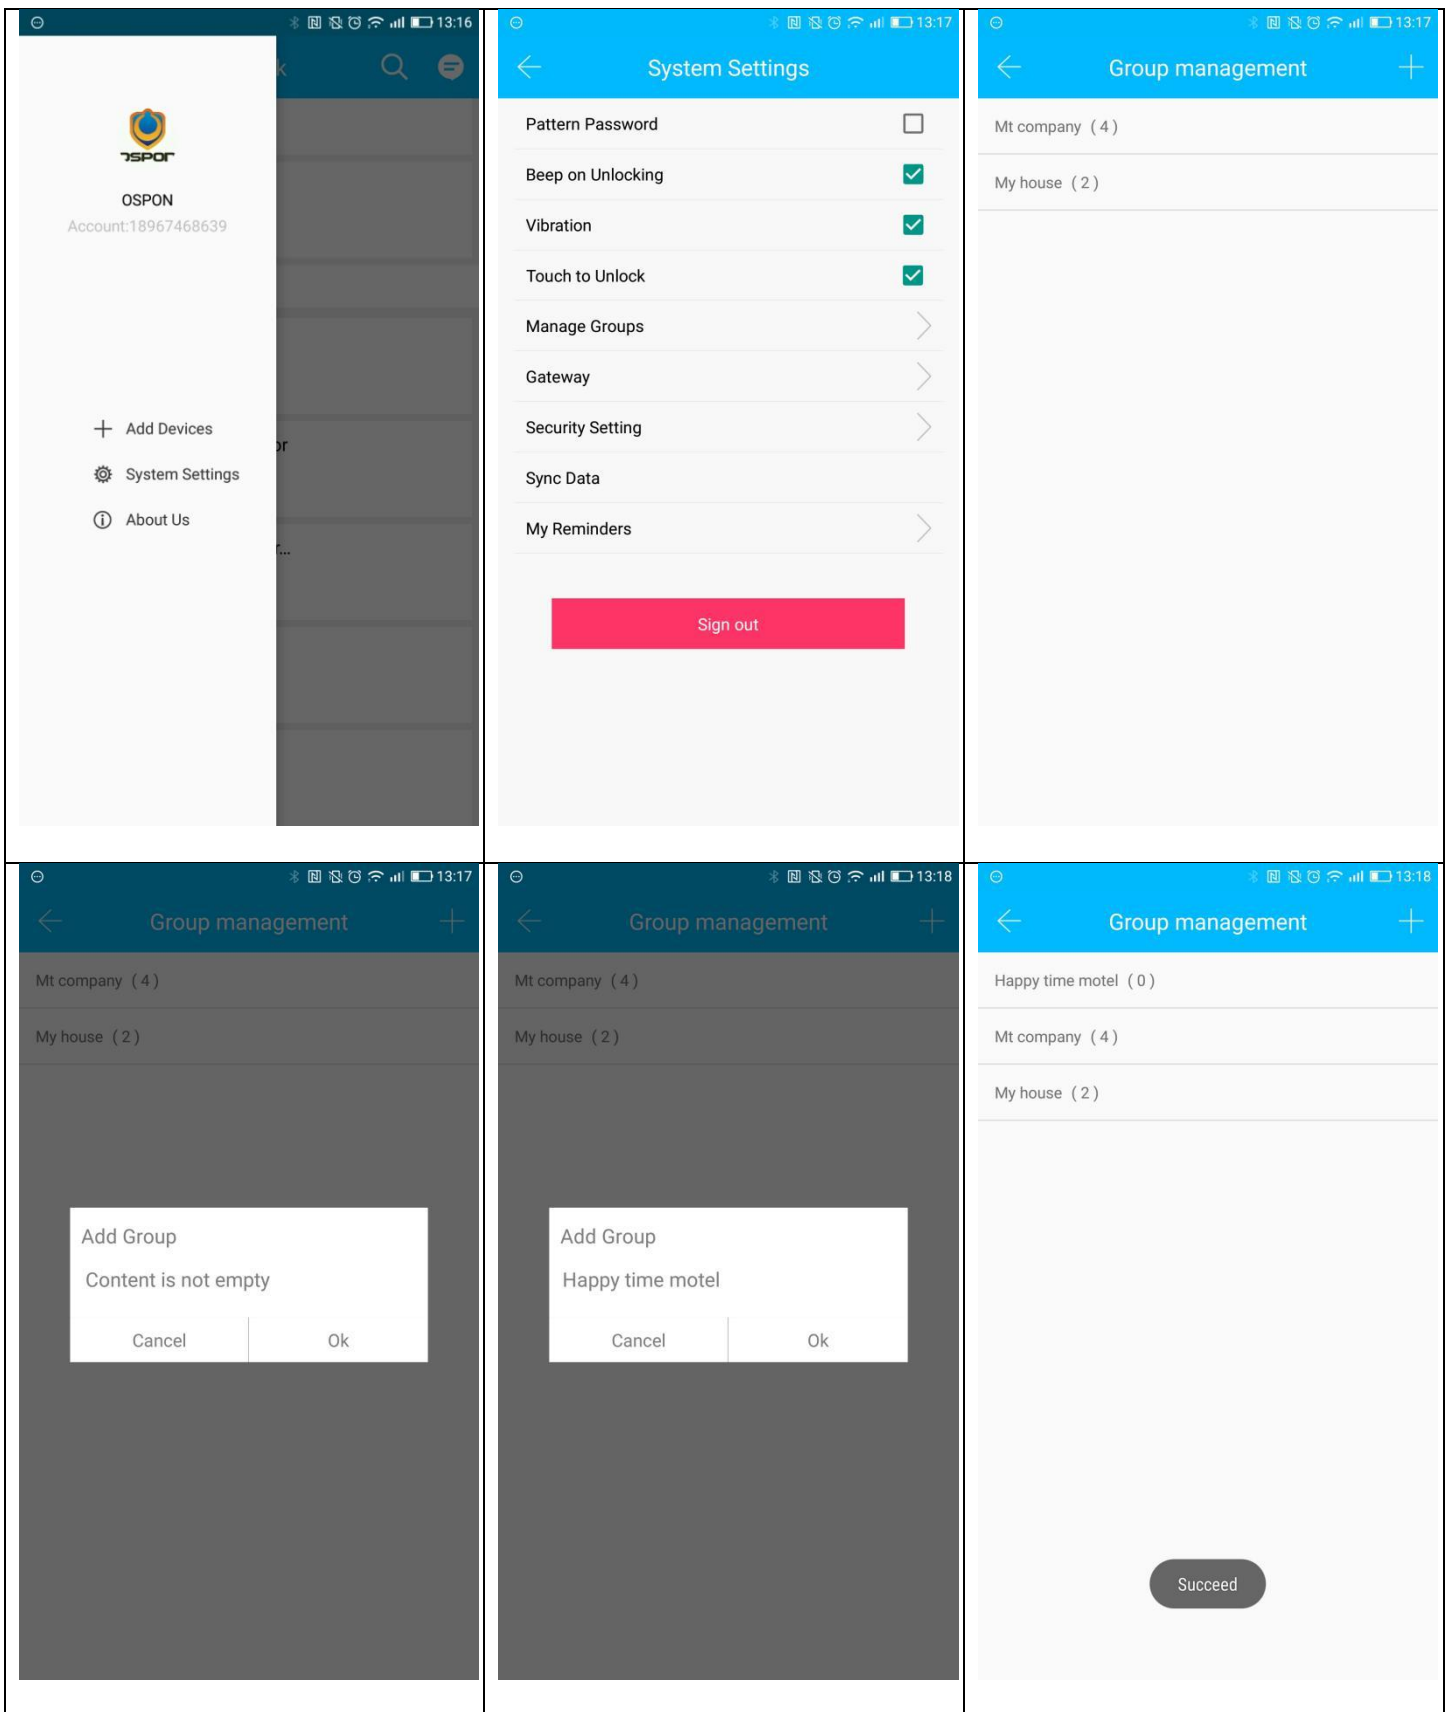 13:16
k
OSPON
OSPON
Account:18967468639
Add Devices
or
System Settings
About Us
r...
13:17
System Settings
Pattern Password
Beep on Unlocking
Vibration
Touch to Unlock
Manage Groups
Gateway
Security Setting
Sync Data
My Reminders
Sign out
13:17
Group management
Mt company ( 4 )
My house ( 2 )
13:17
Group management
Mt company ( 4 )
My house ( 2 )
Add Group
Content is not empty
Cancel Ok
13:18
Group management
Mt company ( 4 )
My house ( 2 )
Add Group
Happy time motel
Cancel Ok
13:18
Group management
Happy time motel ( 0 )
Mt company ( 4 )
My house ( 2 )
Succeed